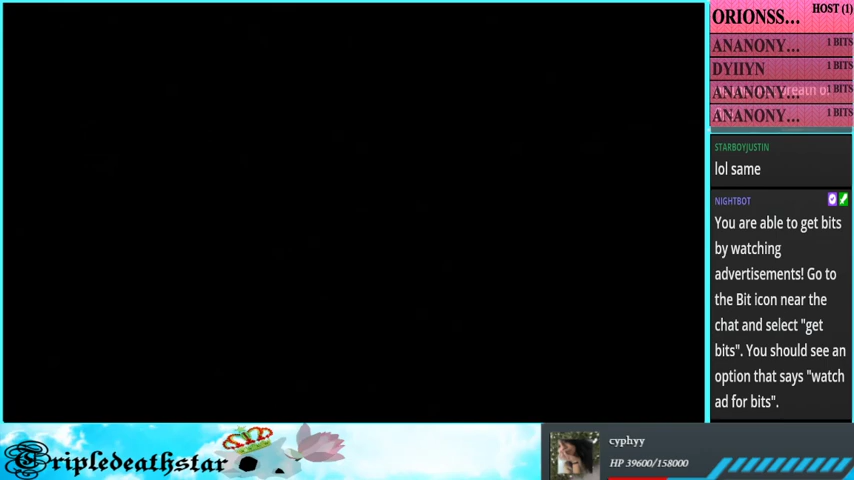 ORIONSS... HOST (1)
ANANONY... 1 BITS
DYIIYN 1 BITS
ANANONY... 1 BITS
ANANONY... 1 BITS
STARBOYJUSTIN
lol same
NIGHTBOT
You are able to get bits
by watching
advertisements! Go to
the Bit icon near the
chat and select "get
bits". You should see an
option that says "watch
ad for bits".
Tripledeathstar
cyphyy
HP 39600/158000